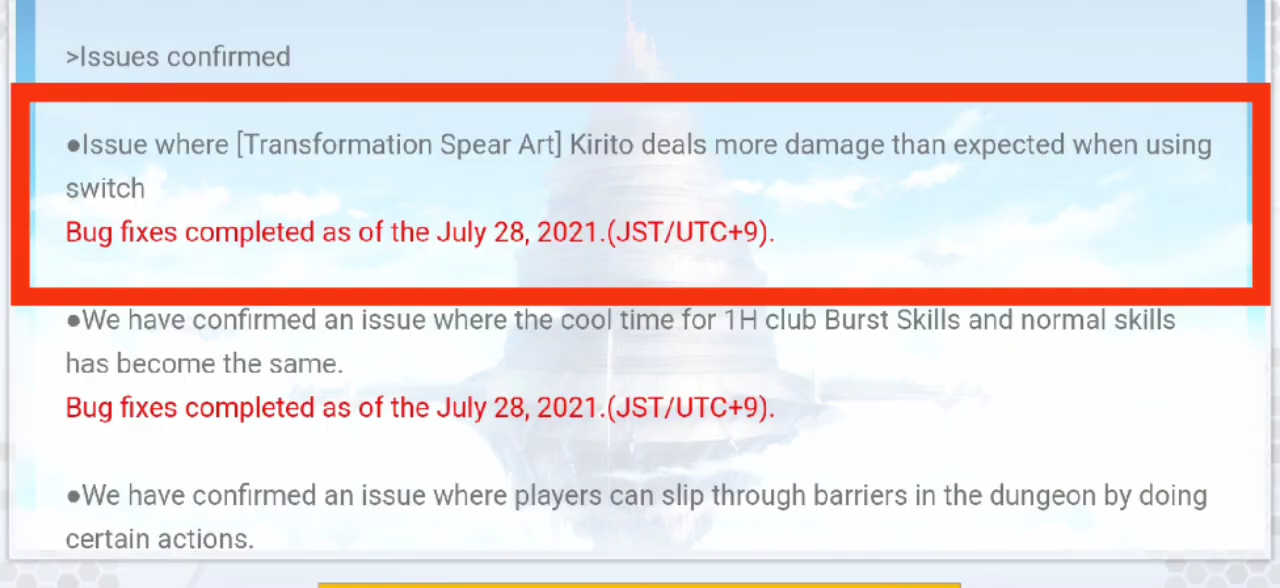 >Issues confirmed
●Issue where [Transformation Spear Art] Kirito deals more damage than expected when using
switch
Bug fixes completed as of the July 28, 2021.(JST/UTC+9).
●We have confirmed an issue where the cool time for 1H club Burst Skills and normal skills
has become the same.
Bug fixes completed as of the July 28, 2021.(JST/UTC+9).
●We have confirmed an issue where players can slip through barriers in the dungeon by doing
certain actions.